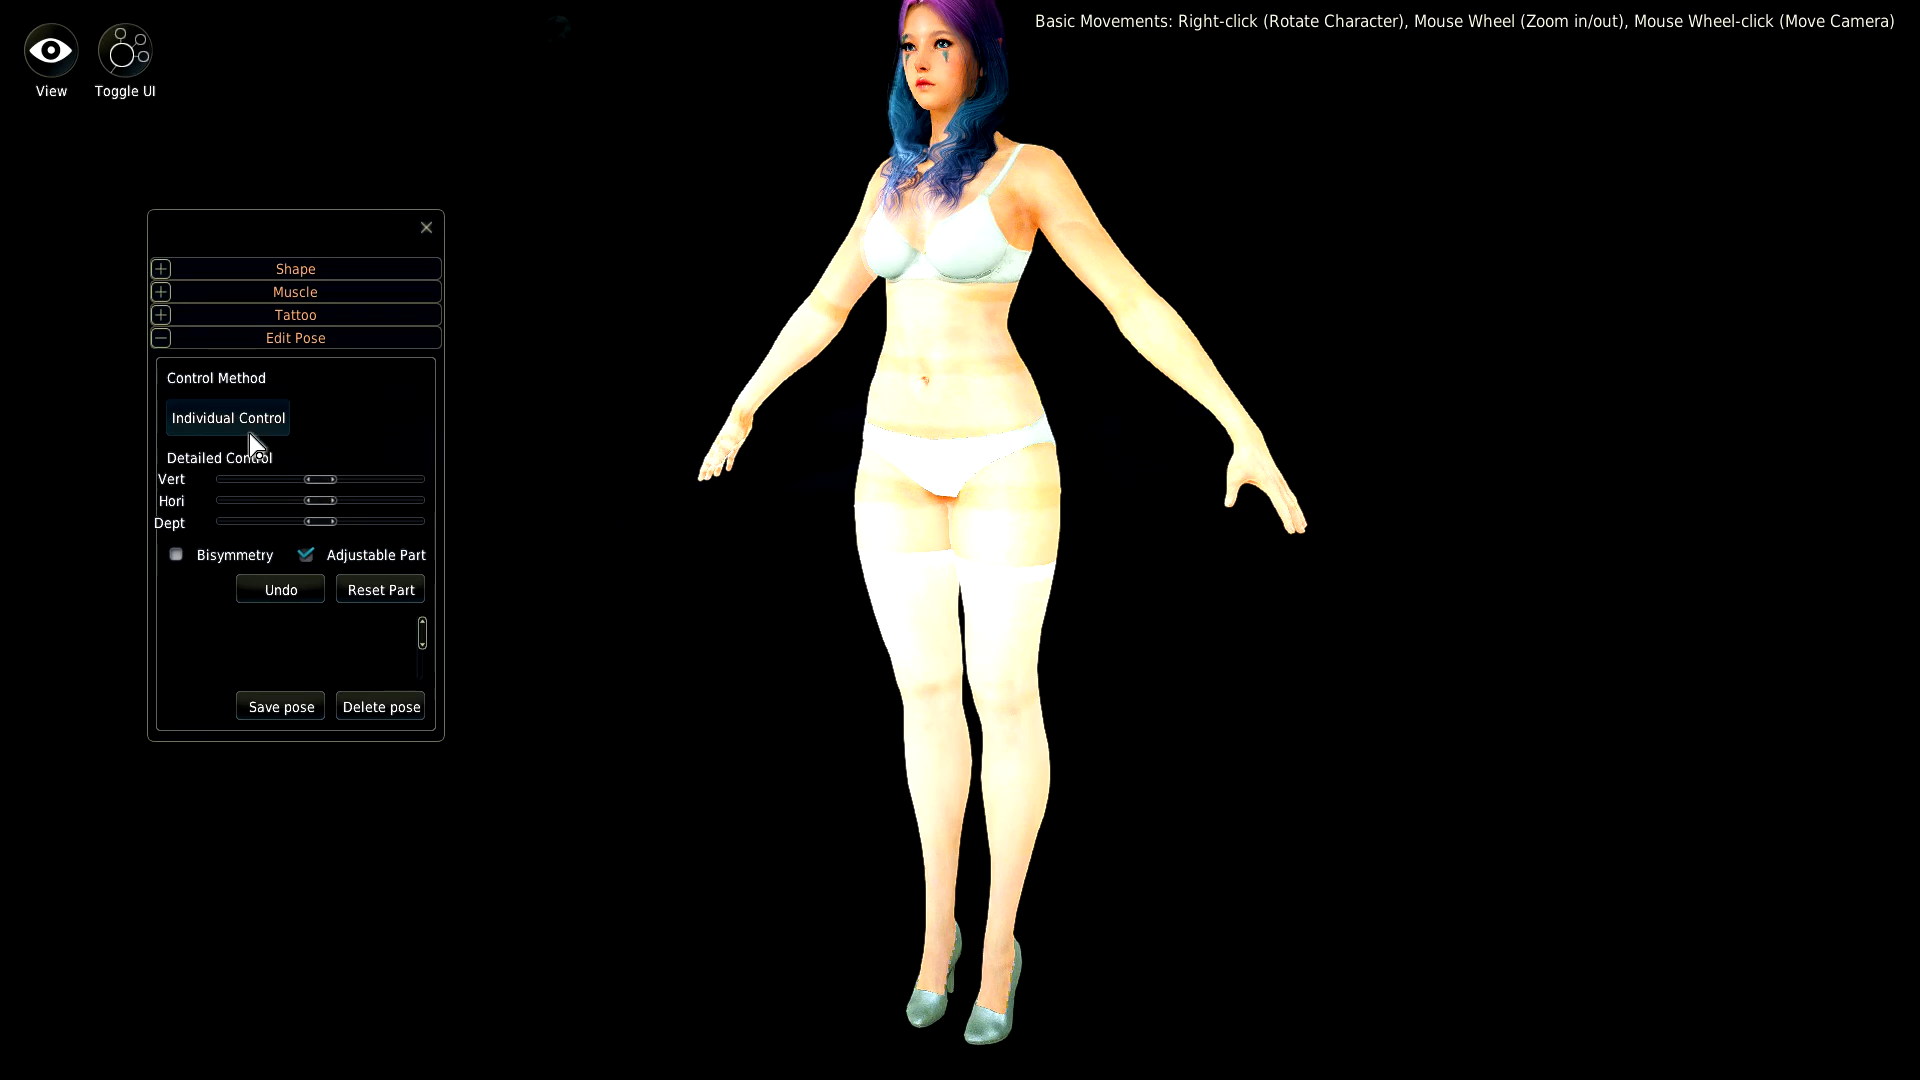 Basic Movements: Right-click (Rotate Character), Mouse Wheel (Zoom in/out), Mouse Wheel-click (Move Camera)
View
Toggle UI
Shape
Muscle
Tattoo
Edit Pose
Control Method
Individual Control
Detailed Control
Vert
Hori
Dept
Bisymmetry
Adjustable Part
Undo
Reset Part
Save pose
Delete pose